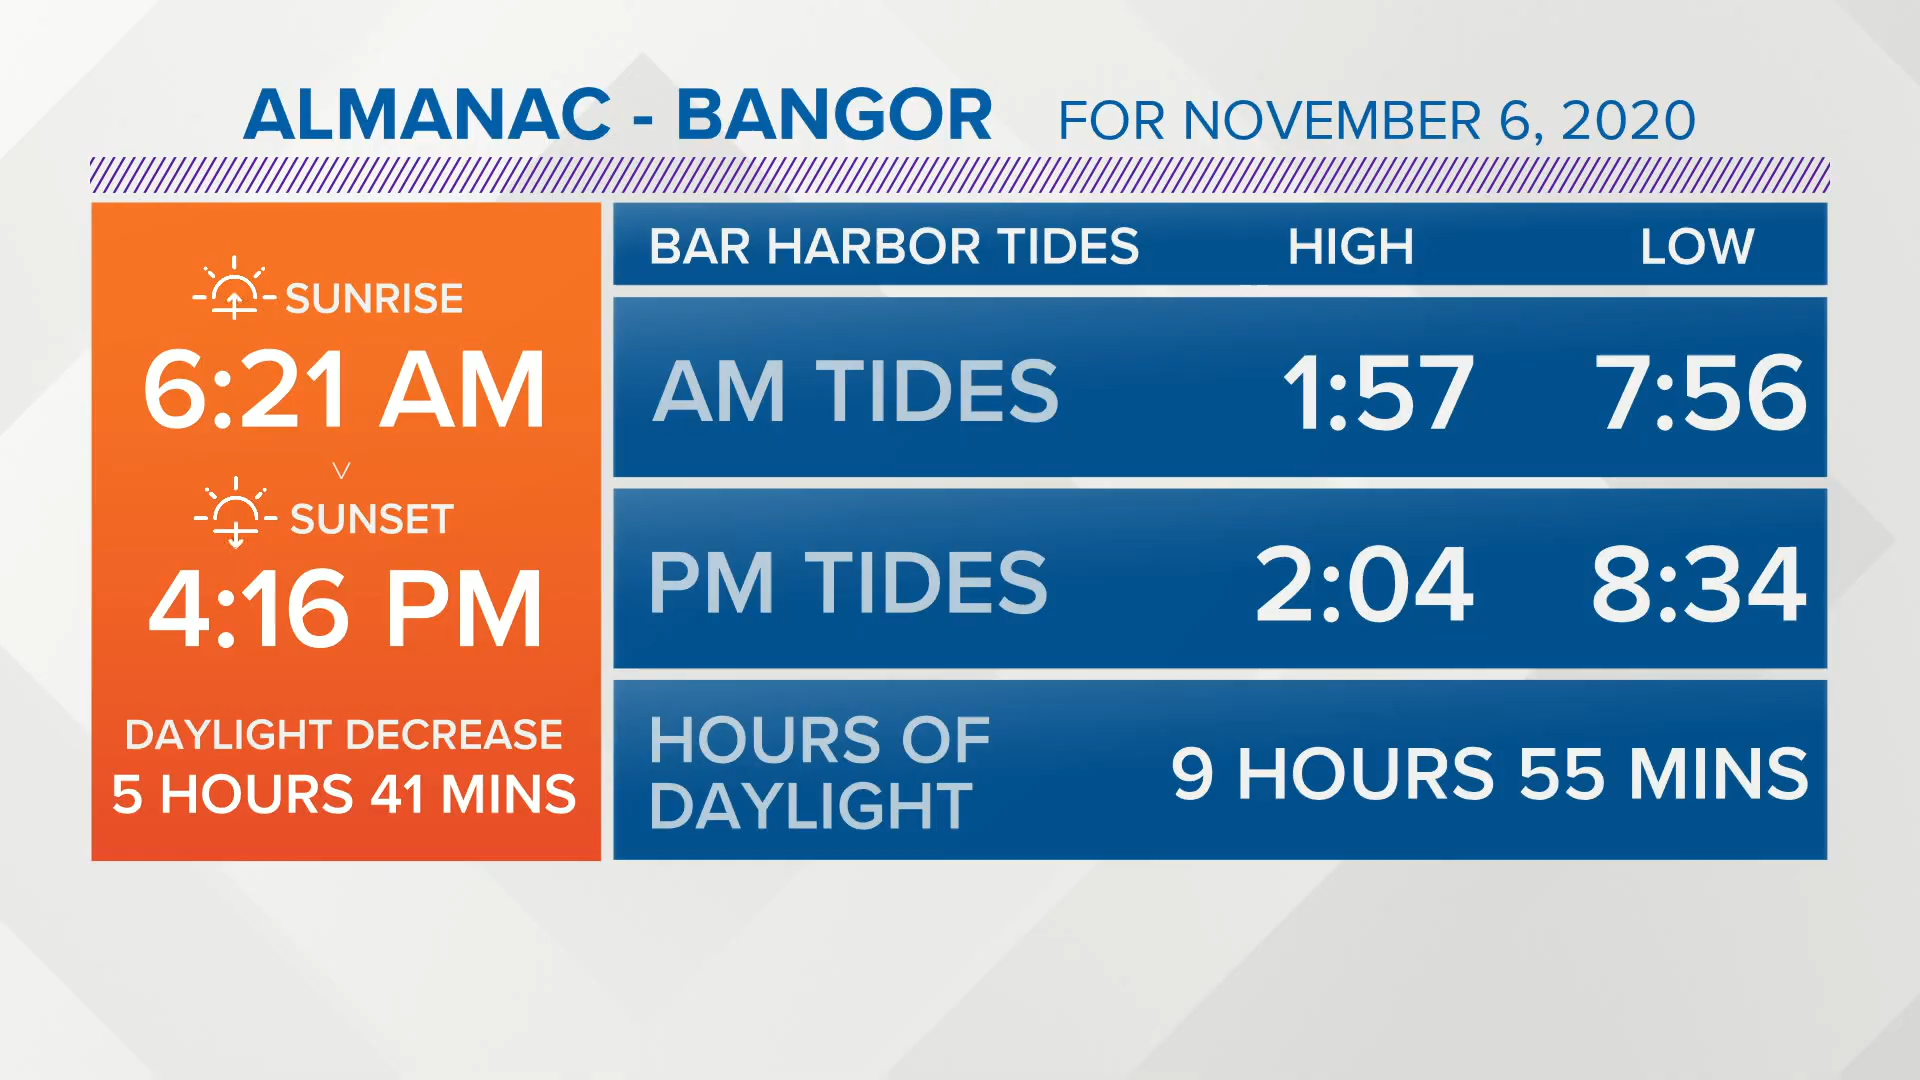 ALMANAC - BANGOR FOR NOVEMBER 6, 2020
SUNRISE
6:21 AM
SUNSET
4:16 PM
DAYLIGHT DECREASE
5 HOURS 41 MINS
BAR HARBOR TIDES HIGH LOW
AM TIDES 1:57 7:56
PM TIDES 2:04 8:34
HOURS OF
DAYLIGHT
9 HOURS 55 MINS